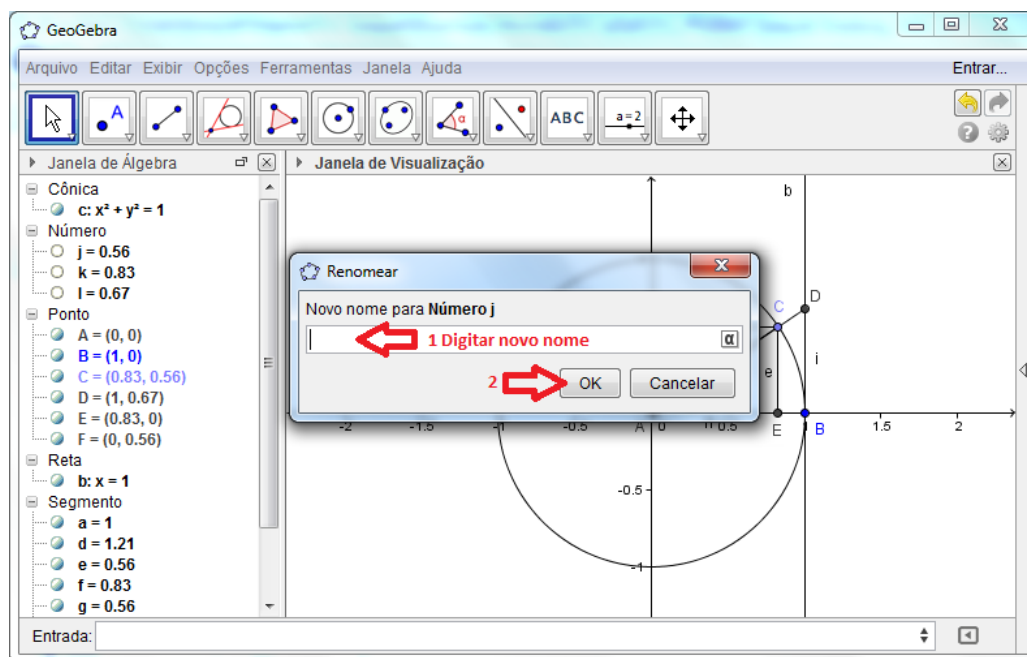 GeoGebra
Arquivo Editar Exibir Opções Ferramentas Janela Ajuda
Entrar...
A
α
ABC
a=2
Janela de Álgebra
Janela de Visualização
Cônica
c: x² + y² = 1
Número
j = 0.56
k = 0.83
l = 0.67
Ponto
A = (0, 0)
B = (1, 0)
C = (0.83, 0.56)
D = (1, 0.67)
E = (0.83, 0)
F = (0, 0.56)
Reta
b: x = 1
Segmento
a = 1
d = 1.21
e = 0.56
f = 0.83
g = 0.56
b
Renomear
Novo nome para Número j
1 Digitar novo nome
α
2
OK
Cancelar
C
D
e
i
-2 -1.5 -1 -0.5 A 0 0.5 E 1 B 1.5 2
-0.5
-1
Entrada: